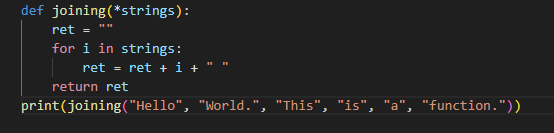 def joining(*strings):
    ret = ""
    for i in strings:
        ret = ret + i + " "
    return ret
print(joining("Hello", "World.", "This", "is", "a", "function."))